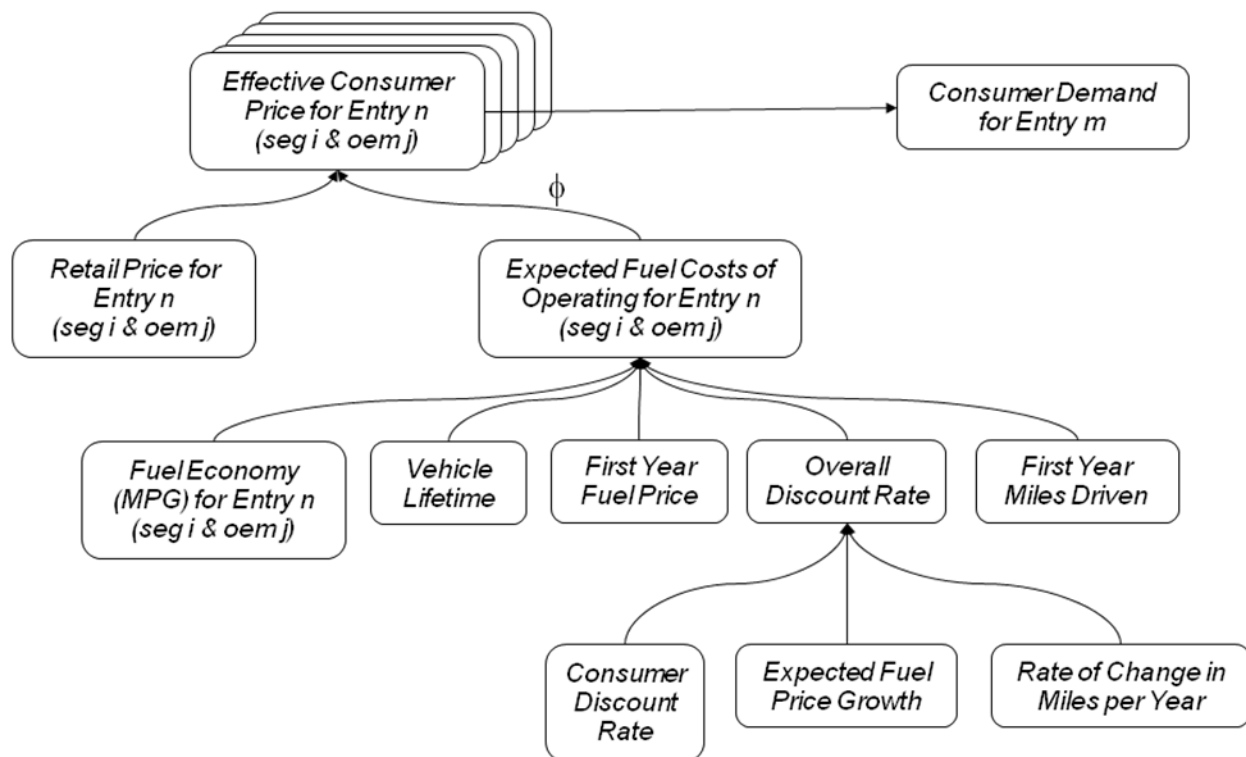 Effective Consumer
Price for Entry n
(seg i & oem j)
Consumer Demand
for Entry m
ϕ
Retail Price for
Entry n
(seg i & oem j)
Expected Fuel Costs of
Operating for Entry n
(seg i & oem j)
Fuel Economy
(MPG) for Entry n
(seg i & oem j)
Vehicle
Lifetime
First Year
Fuel Price
Overall
Discount Rate
First Year
Miles Driven
Consumer
Discount
Rate
Expected Fuel
Price Growth
Rate of Change in
Miles per Year